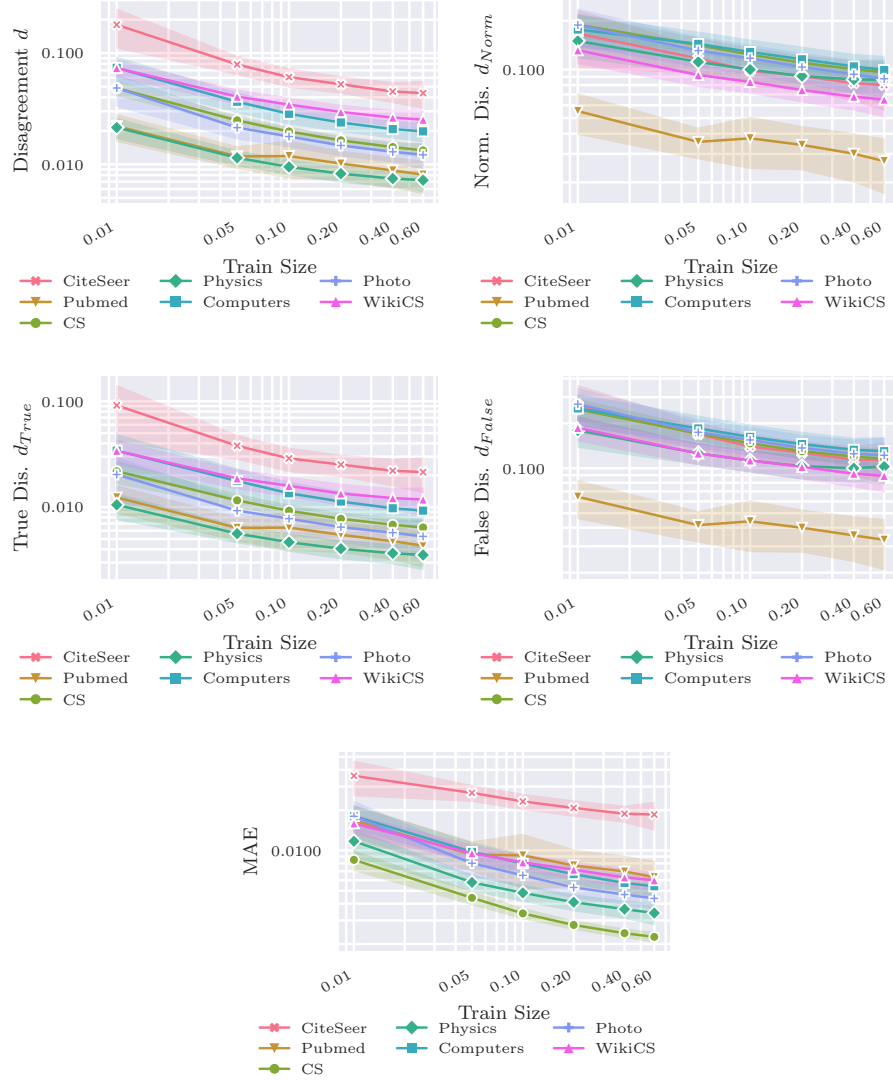 Disagreement d
0.100
0.010
0.01
0.05
0.10
0.20
0.40
0.60
Train Size
CiteSeer
Physics
Photo
Pubmed
Computers
WikiCS
CS
Norm. Dis. d_Norm
0.100
0.01
0.05
0.10
0.20
0.40
0.60
Train Size
CiteSeer
Physics
Photo
Pubmed
Computers
WikiCS
CS
True Dis. d_True
0.100
0.010
0.01
0.05
0.10
0.20
0.40
0.60
Train Size
CiteSeer
Physics
Photo
Pubmed
Computers
WikiCS
CS
False Dis. d_False
0.100
0.01
0.05
0.10
0.20
0.40
0.60
Train Size
CiteSeer
Physics
Photo
Pubmed
Computers
WikiCS
CS
MAE
0.0100
0.01
0.05
0.10
0.20
0.40
0.60
Train Size
CiteSeer
Physics
Photo
Pubmed
Computers
WikiCS
CS